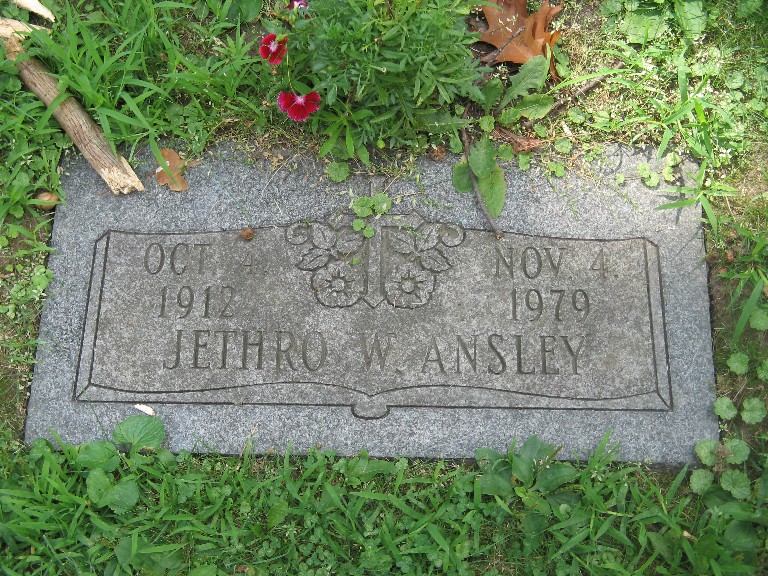 OCT. 4. NOV. 4.
1912 1979
JETHRO W. ANSLEY